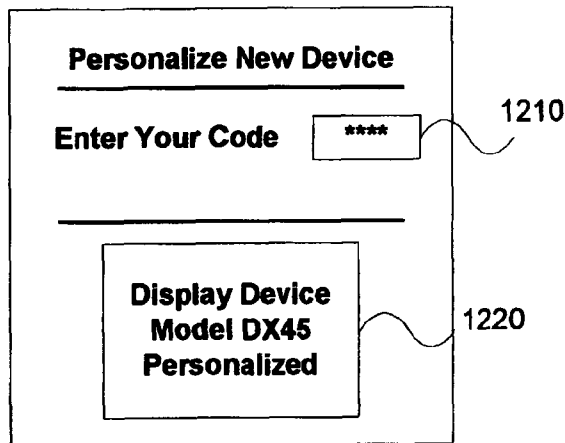 Personalize New Device
Enter Your Code ****
1210
Display Device
Model DX45
Personalized
1220